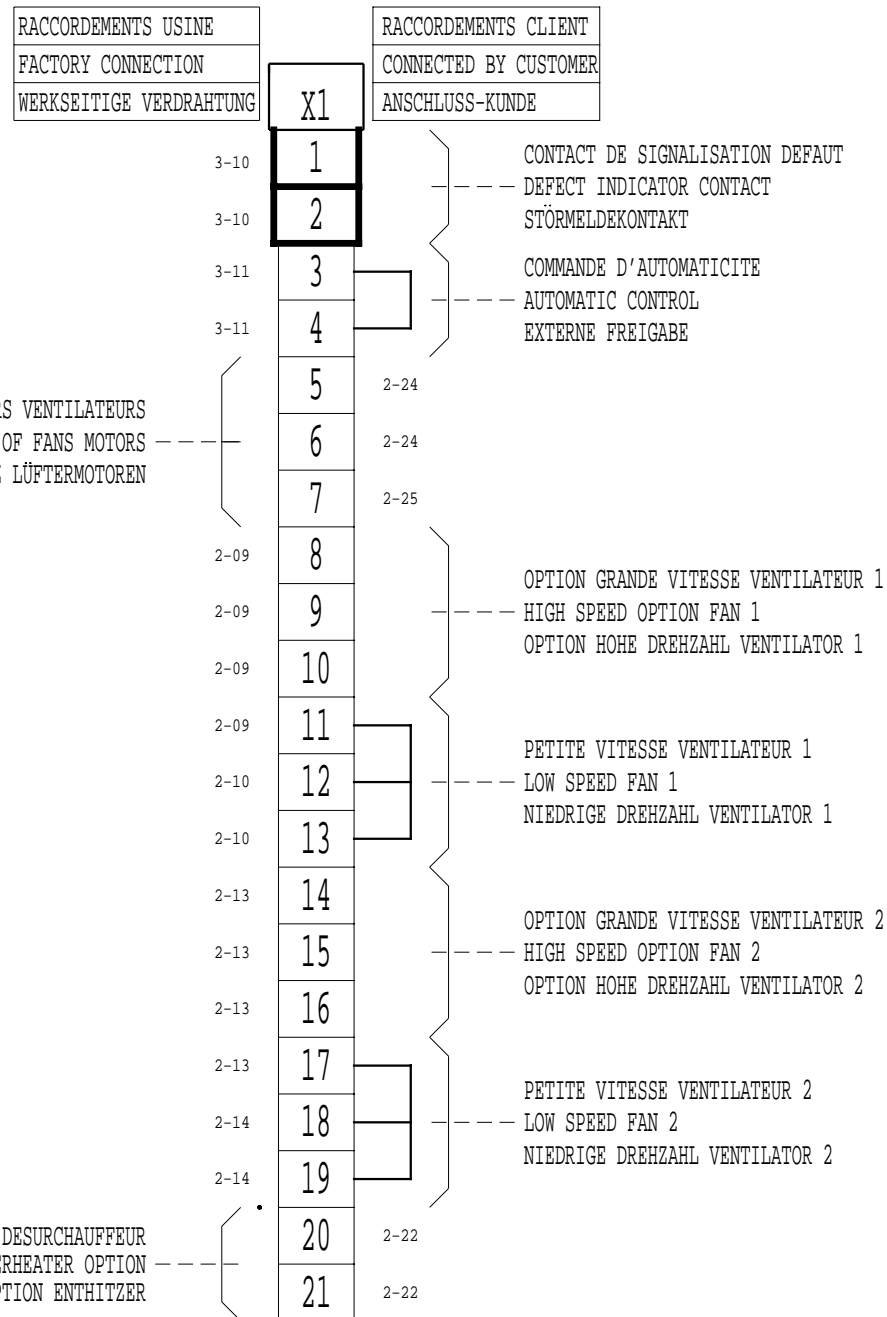 RACCORDEMENTS USINE
FACTORY CONNECTION
WERKSEITIGE VERDRAHTUNG
X1
RACCORDEMENTS CLIENT
CONNECTED BY CUSTOMER
ANSCHLUSS-KUNDE
3-10 1
3-10 2
CONTACT DE SIGNALISATION DEFAUT
DEFECT INDICATOR CONTACT
STÖRMELDEKONTAKT
3-11 3
3-11 4
COMMANDE D'AUTOMATICITE
AUTOMATIC CONTROL
EXTERNE FREIGABE
VENTILATEURS
OF FANS MOTORS
LÜFTERMOTOREN
5 2-24
6 2-24
7 2-25
2-09 8
2-09 9
2-09 10
OPTION GRANDE VITESSE VENTILATEUR 1
HIGH SPEED OPTION FAN 1
OPTION HOHE DREHZAHL VENTILATOR 1
2-09 11
2-10 12
2-10 13
PETITE VITESSE VENTILATEUR 1
LOW SPEED FAN 1
NIEDRIGE DREHZAHL VENTILATOR 1
2-13 14
2-13 15
2-13 16
OPTION GRANDE VITESSE VENTILATEUR 2
HIGH SPEED OPTION FAN 2
OPTION HOHE DREHZAHL VENTILATOR 2
2-13 17
2-14 18
2-14 19
PETITE VITESSE VENTILATEUR 2
LOW SPEED FAN 2
NIEDRIGE DREHZAHL VENTILATOR 2
DESURCHAUFFEUR
OPTION
ENTHITZER
20 2-22
21 2-22